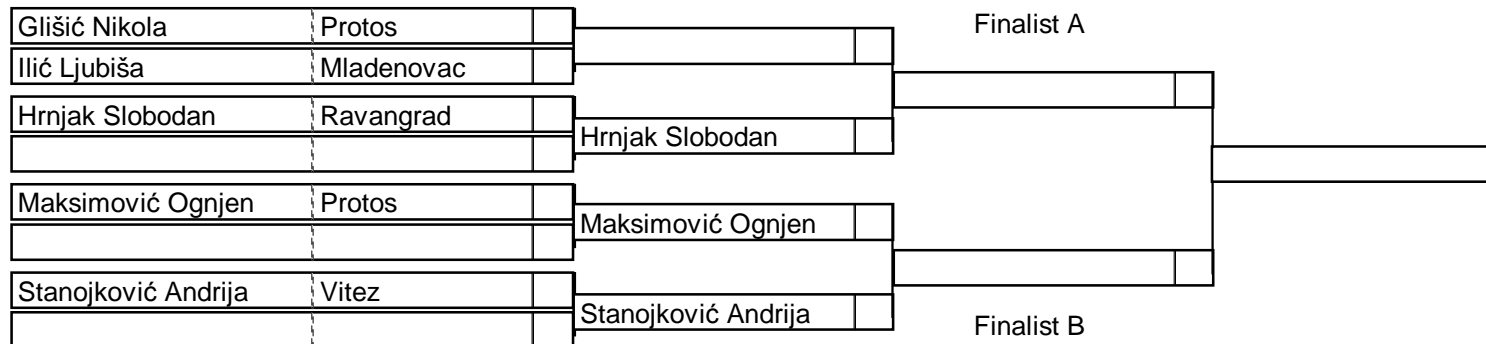 Glišić Nikola Protos
Ilić Ljubiša Mladenovac
Hrnjak Slobodan Ravangrad
Maksimović Ognjen Protos
Stanojković Andrija Vitez
Hrnjak Slobodan
Maksimović Ognjen
Stanojković Andrija
Finalist A
Finalist B